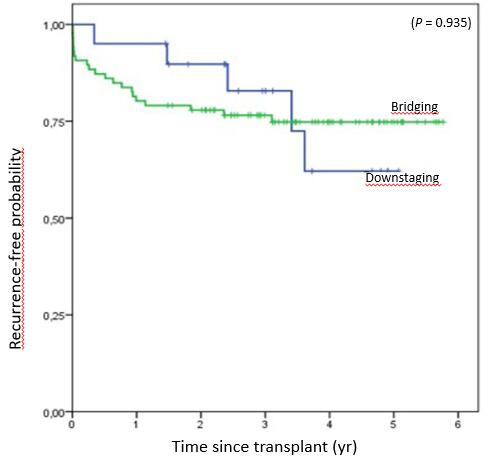 1,00
(P = 0.935)
Bridging
0,75
Downstaging
Recurrence-free probability
0,50
0,25
0,00
0 1 2 3 4 5 6
Time since transplant (yr)